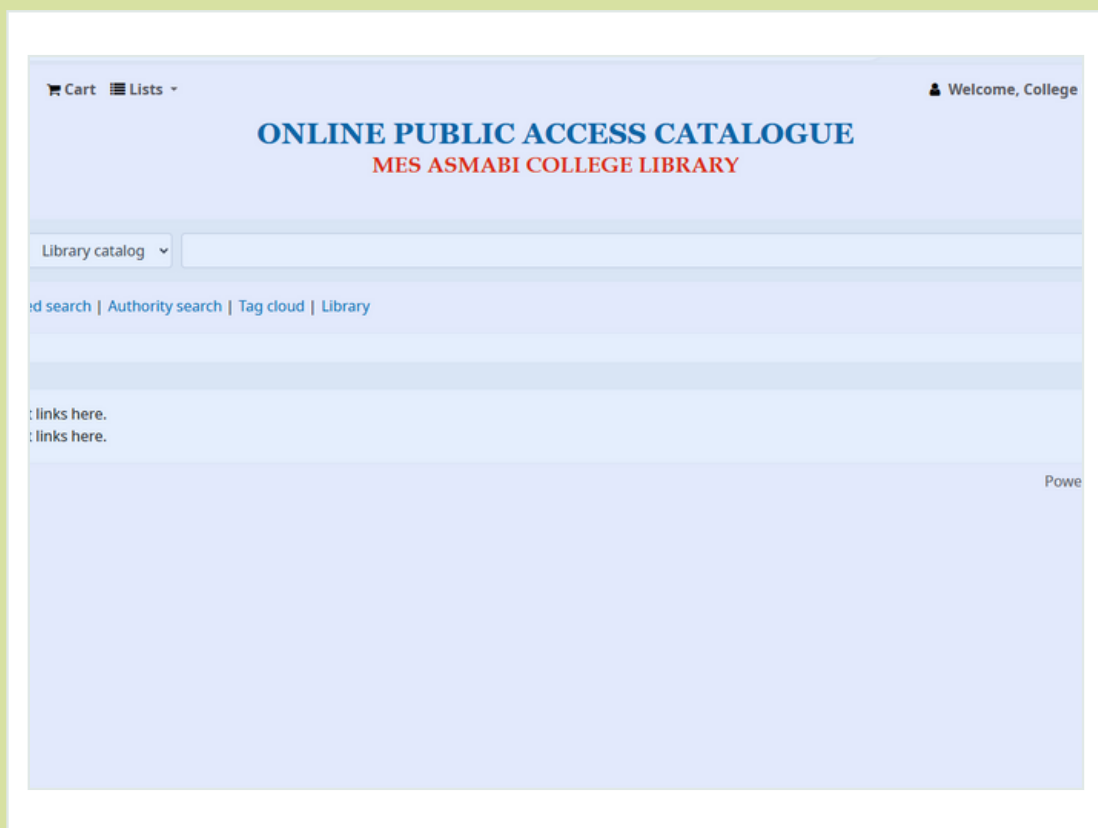 Cart Lists Welcome, College
ONLINE PUBLIC ACCESS CATALOGUE
MES ASMABI COLLEGE LIBRARY
Library catalog
ed search | Authority search | Tag cloud | Library
links here.
links here.
Powe